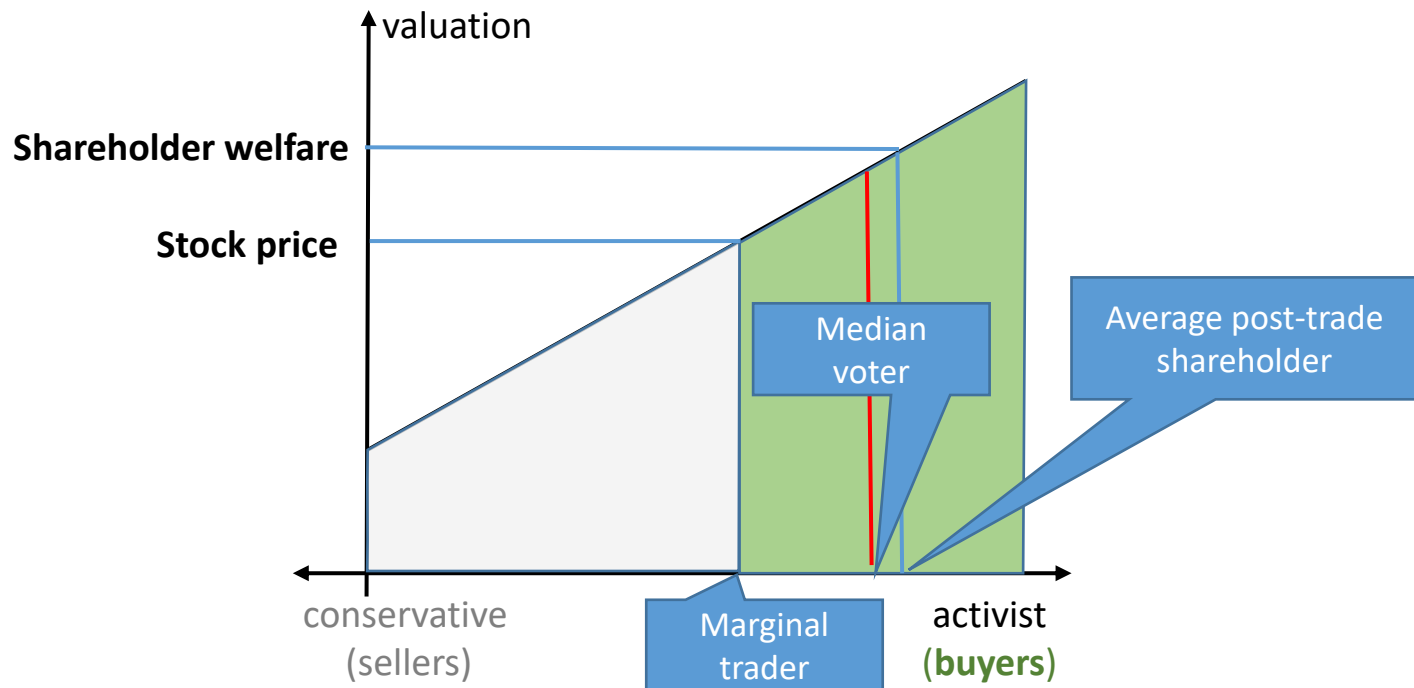 valuation
Shareholder welfare
Stock price
Median
voter
Average post-trade
shareholder
conservative
(sellers)
Marginal
trader
activist
(buyers)